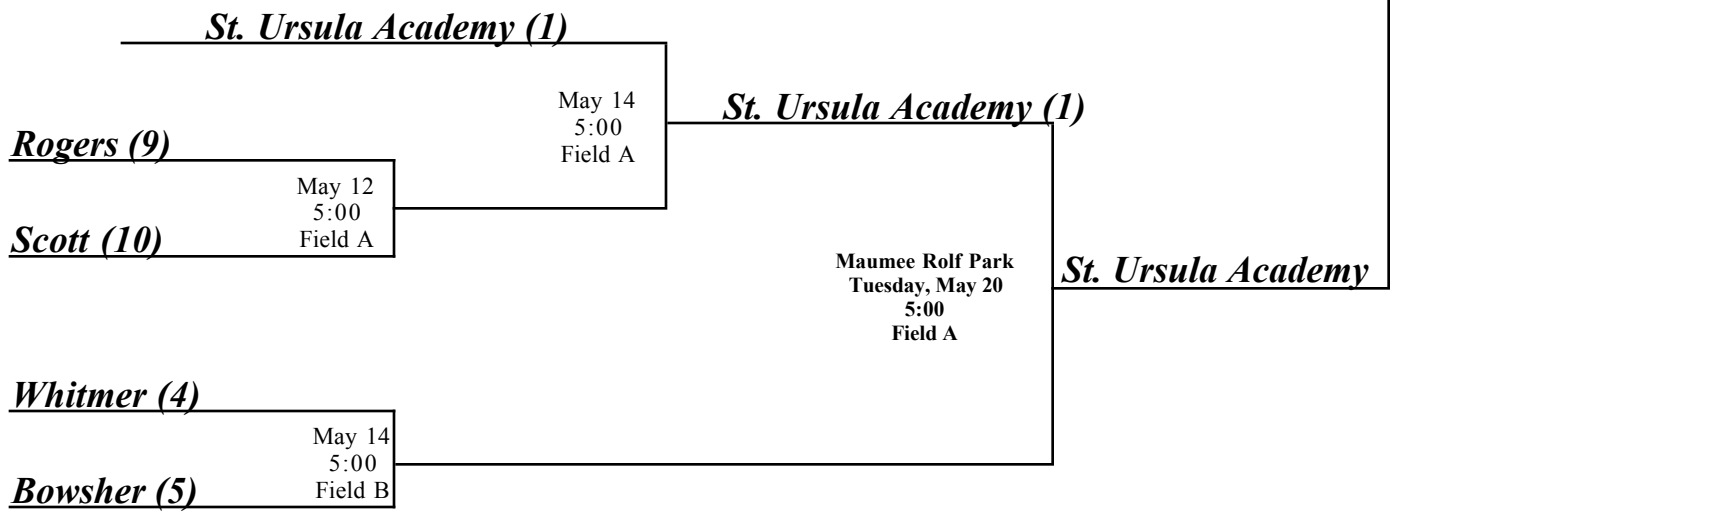 St. Ursula Academy (1)
May 14
5:00
Field A
St. Ursula Academy (1)
Rogers (9)
May 12
5:00
Field A
Scott (10)
Maumee Rolf Park
Tuesday, May 20
5:00
Field A
St. Ursula Academy
Whitmer (4)
May 14
5:00
Field B
Bowsher (5)